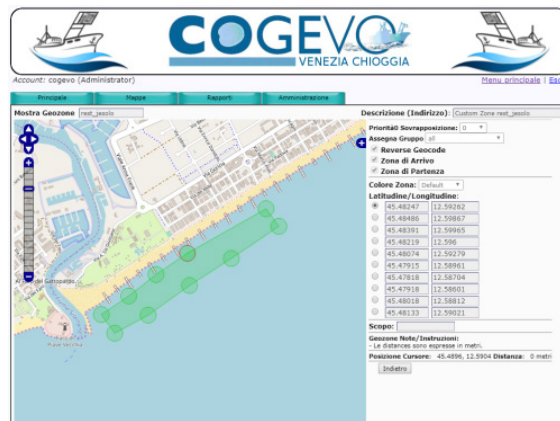 COGEVO
VENEZIA CHIOGGIA
Account: cogevo (Administrator)
Menu principale | Esc
Principale Mappe Rapporti Amministrazione
Mostra Geozone rest_jesolo
Descrizione (Indirizzo): Custom Zone rest_jesolo
Priorità Sovrapposizione: 0
Assegna Gruppo all
Reverse Geocode
Zona di Arrivo
Zona di Partenza
Colore Zona: Default
Latitudine/Longitudine:
45.48247 12.59262
45.48486 12.59867
45.48391 12.59965
45.48219 12.596
45.48074 12.59279
45.47915 12.58961
45.47818 12.58704
45.47918 12.58601
45.48018 12.58812
45.48133 12.59021
Scopo:
Geozone Note/Instruzioni:
- Le distances sono espresse in metri.
Posizione Cursore: 45.4896, 12.5904 Distanza: 0 metri
Indietro
Piave Vecchia